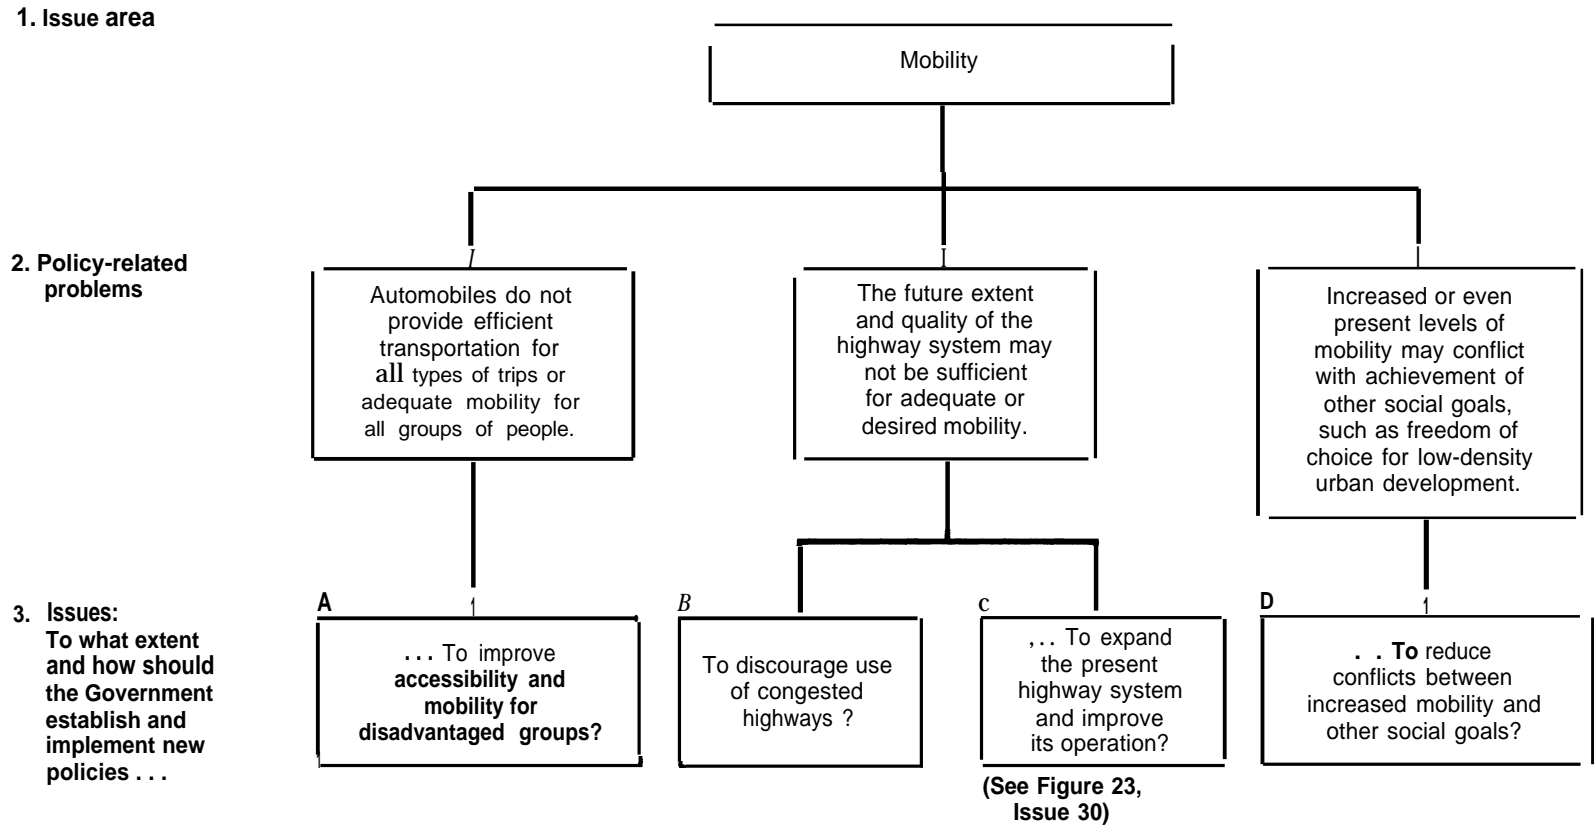 1. Issue area
Mobility
2. Policy-related
problems
Automobiles do not
provide efficient
transportation for
all types of trips or
adequate mobility for
all groups of people.
The future extent
and quality of the
highway system may
not be sufficient
for adequate or
desired mobility.
Increased or even
present levels of
mobility may conflict
with achievement of
other social goals,
such as freedom of
choice for low-density
urban development.
3. Issues:
To what extent
and how should
the Government
establish and
implement new
policies . . .
A
. . . To improve
accessibility and
mobility for
disadvantaged groups?
B
To discourage use
of congested
highways ?
c
,. . To expand
the present
highway system
and improve
its operation?
(See Figure 23,
Issue 30)
D
. . To reduce
conflicts between
increased mobility and
other social goals?